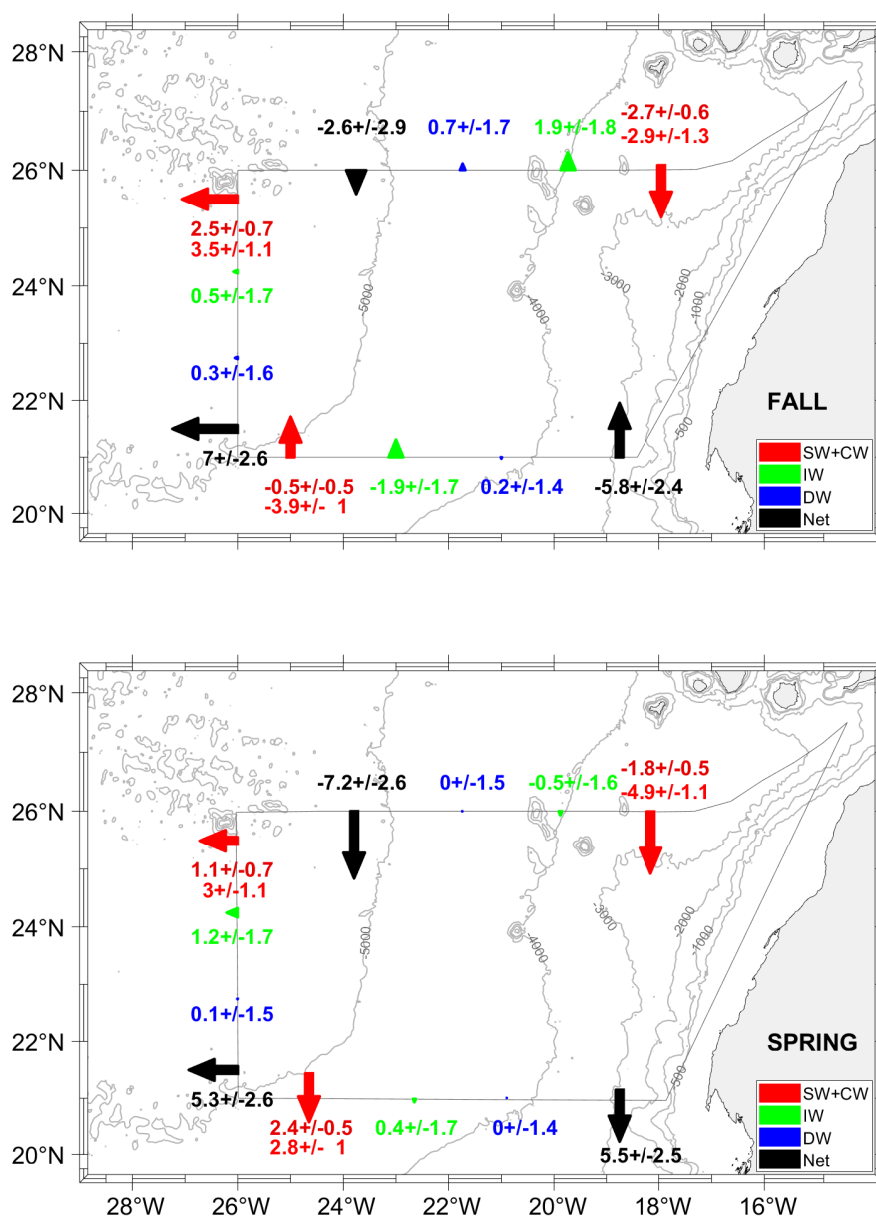 28°N
-2.6+/-2.9
0.7+/-1.7
1.9+/-1.8
-2.7+/-0.6
-2.9+/-1.3
26°N
2.5+/-0.7
3.5+/-1.1
24°N
0.5+/-1.7
-5000
-4000
-3000
-2000
-1000
22°N
0.3+/-1.6
FALL
-500
7+/-2.6
SW+CW
IW
DW
Net
20°N
-0.5+/-0.5
-3.9+/- 1
-1.9+/-1.7
0.2+/-1.4
-5.8+/-2.4
28°N
-7.2+/-2.6
0+/-1.5
-0.5+/-1.6
-1.8+/-0.5
-4.9+/-1.1
26°N
1.1+/-0.7
3+/-1.1
24°N
1.2+/-1.7
-5000
-4000
-3000
2000
-1000
22°N
0.1+/-1.5
SPRING
-500
5.3+/-2.6
SW+CW
IW
DW
Net
20°N
2.4+/-0.5
2.8+/- 1
0.4+/-1.7
0+/-1.4
5.5+/-2.5
28°W
26°W
24°W
22°W
20°W
18°W
16°W